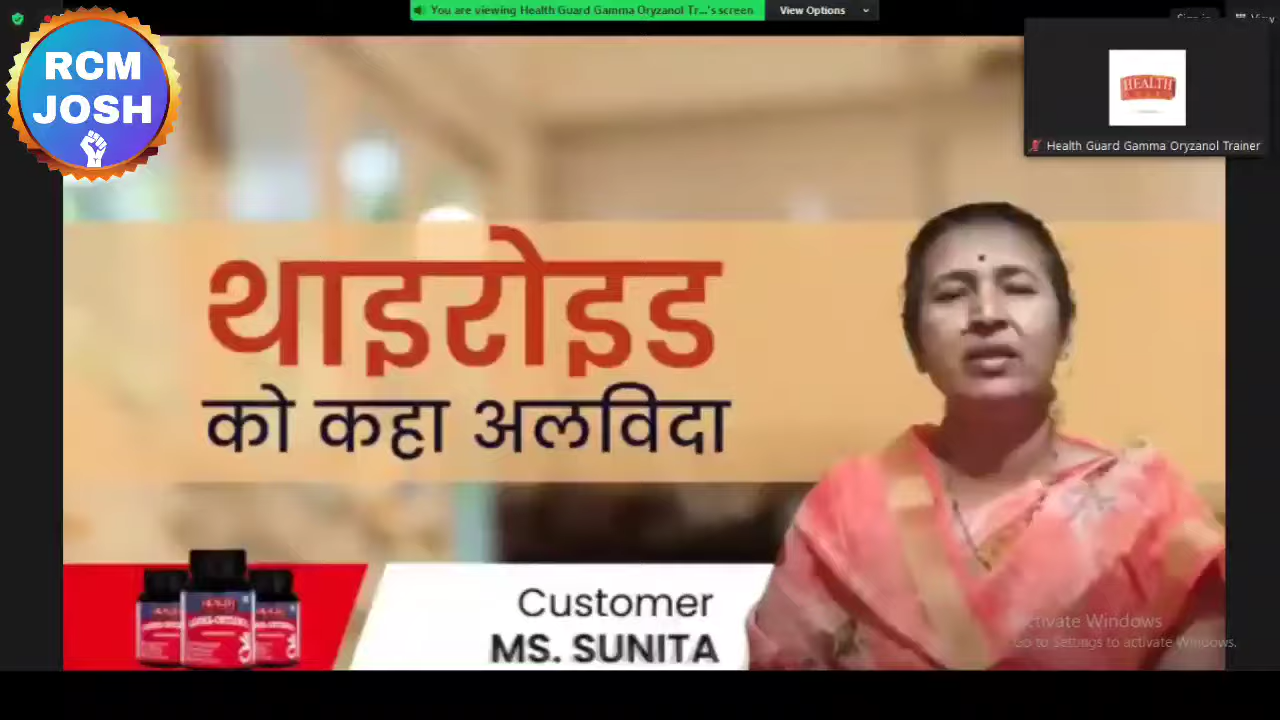 You are viewing Health Guard Gamma Oryzanol Tr...'s screen
View Options
View
RCM
JOSH
HEALTH
Health Guard Gamma Oryzanol Trainer
थाइरोइड
को कहा अलविदा
Customer
MS. SUNITA
Activate Windows
Go to Settings to activate Windows.